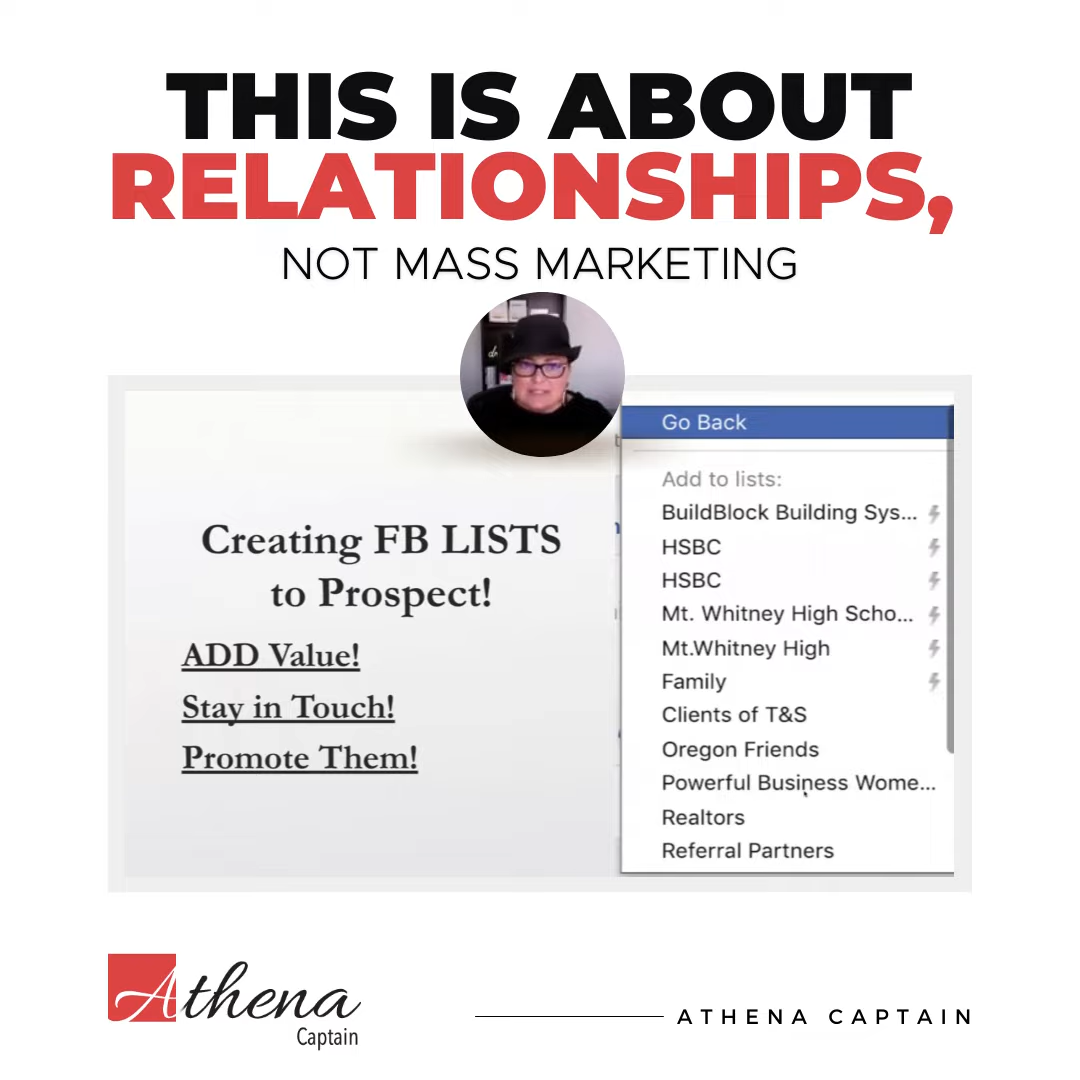 THIS IS ABOUT
RELATIONSHIPS,
NOT MASS MARKETING
Creating FB LISTS
to Prospect!
ADD Value!
Stay in Touch!
Promote Them!
Go Back
Add to lists:
BuildBlock Building Sys...
HSBC
HSBC
Mt. Whitney High Scho...
Mt.Whitney High
Family
Clients of T&S
Oregon Friends
Powerful Business Wome...
Realtors
Referral Partners
Athena
Captain
ATHENA CAPTAIN